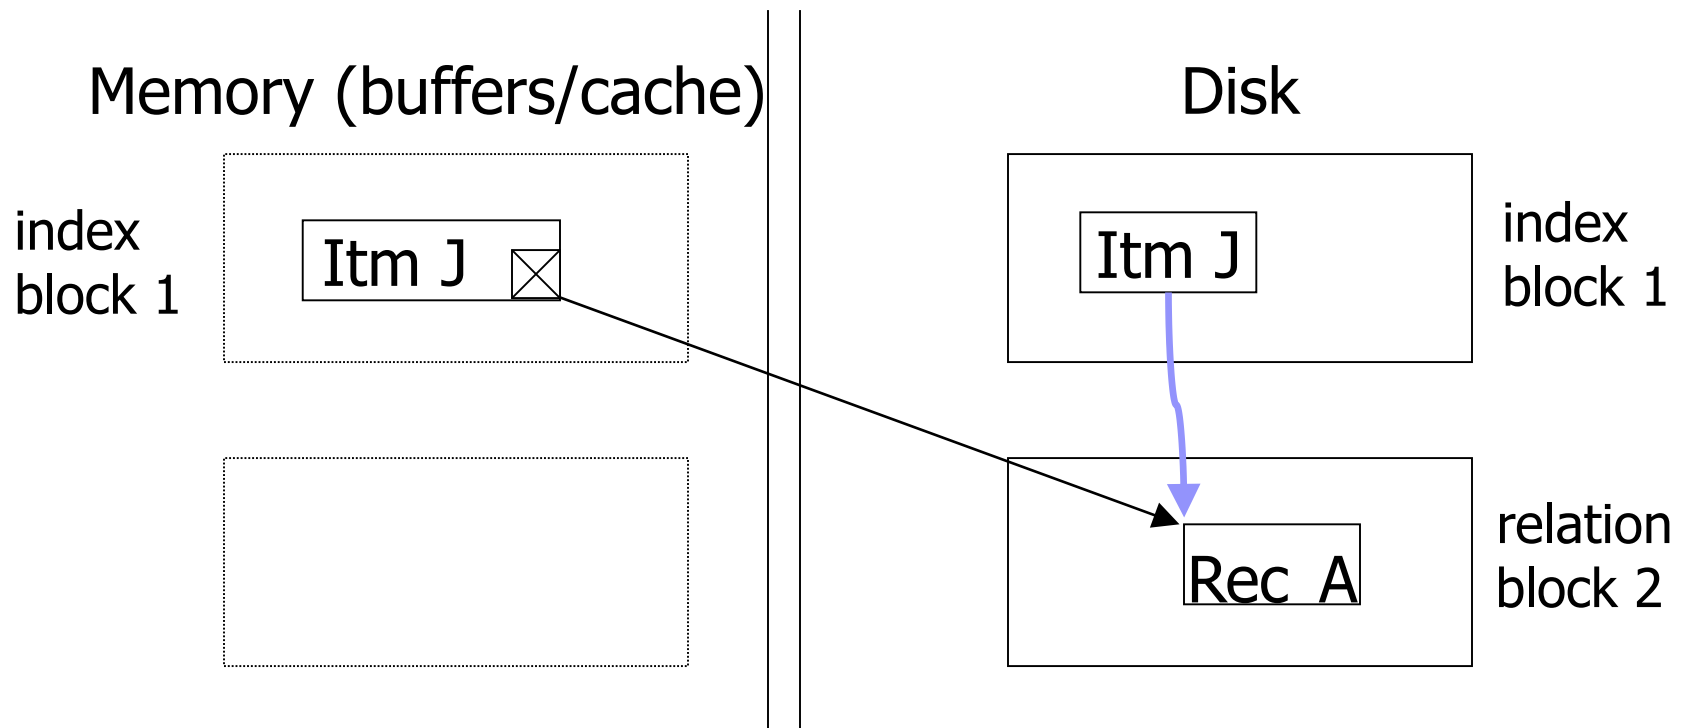 Memory (buffers/cache)
Disk
index
block 1
Itm J
Itm J
index
block 1
Rec A
relation
block 2